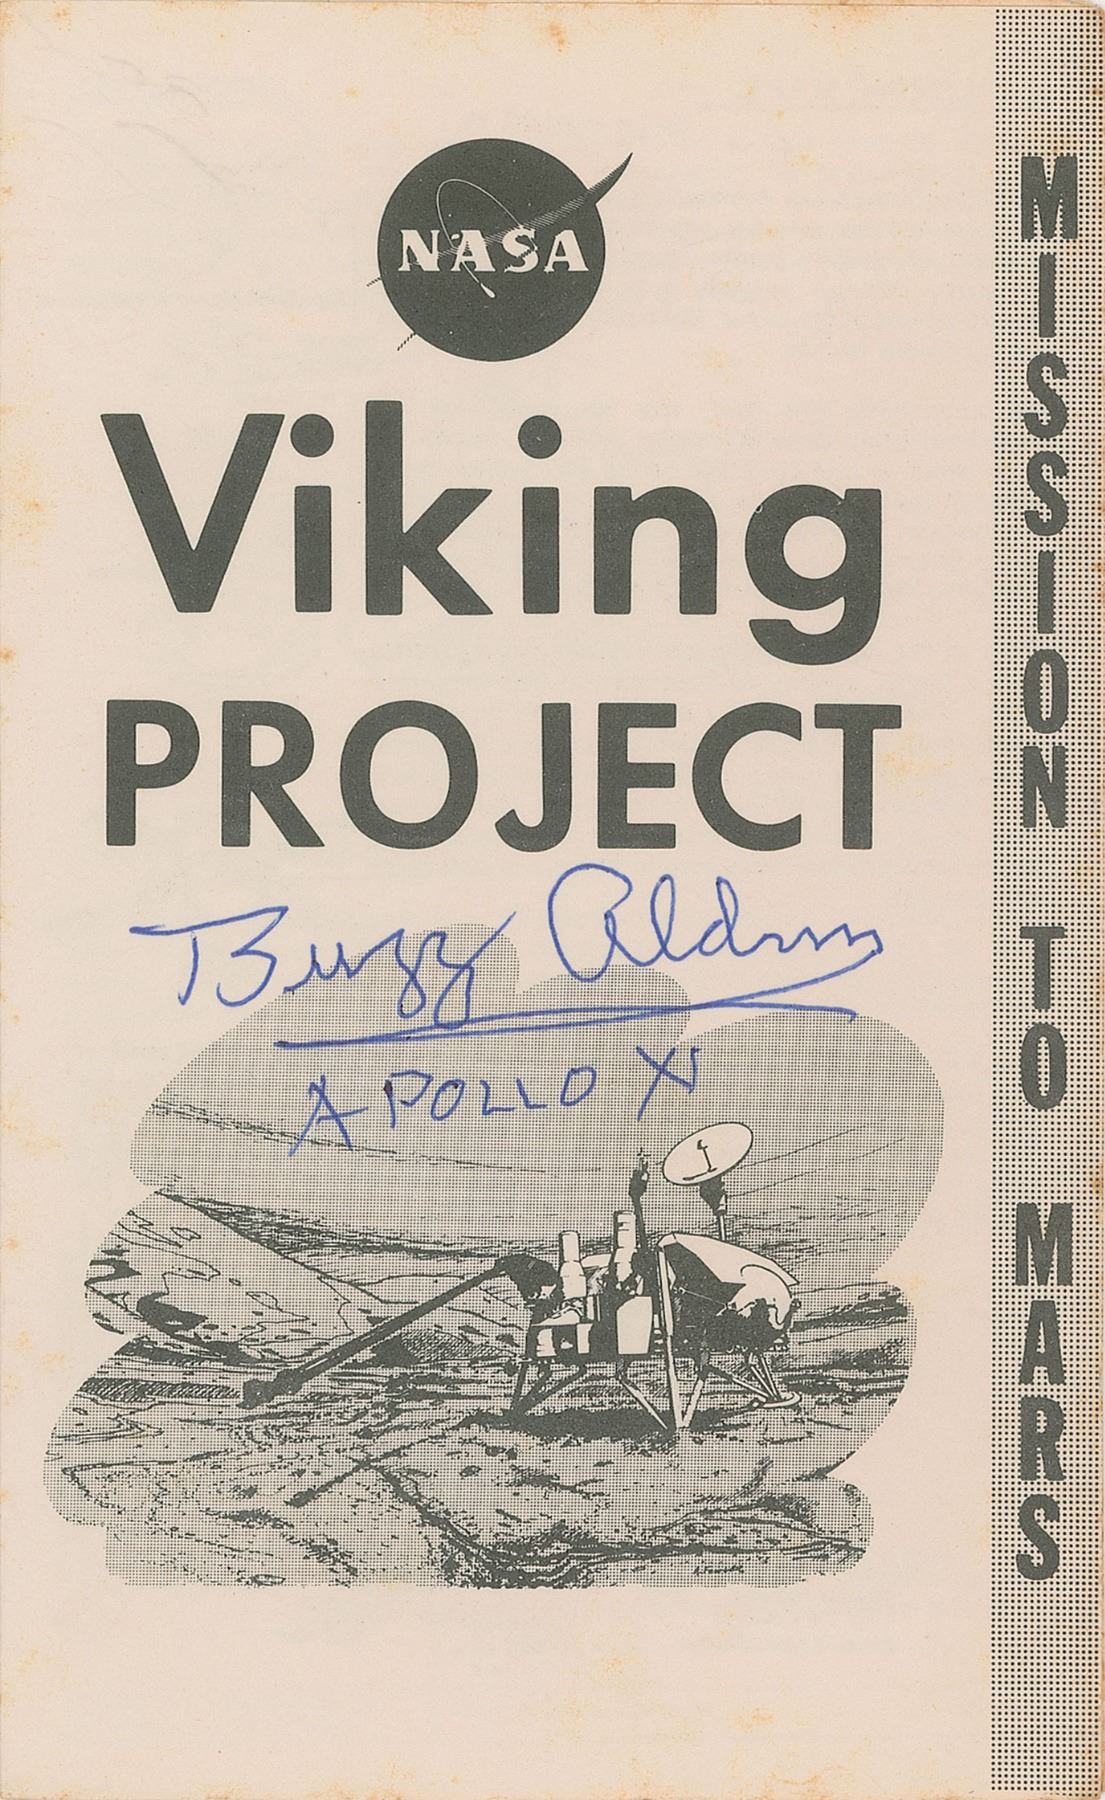 NASA
Viking
PROJECT
Buzz Aldrin
APOLLO XI
MISSION TO MARS